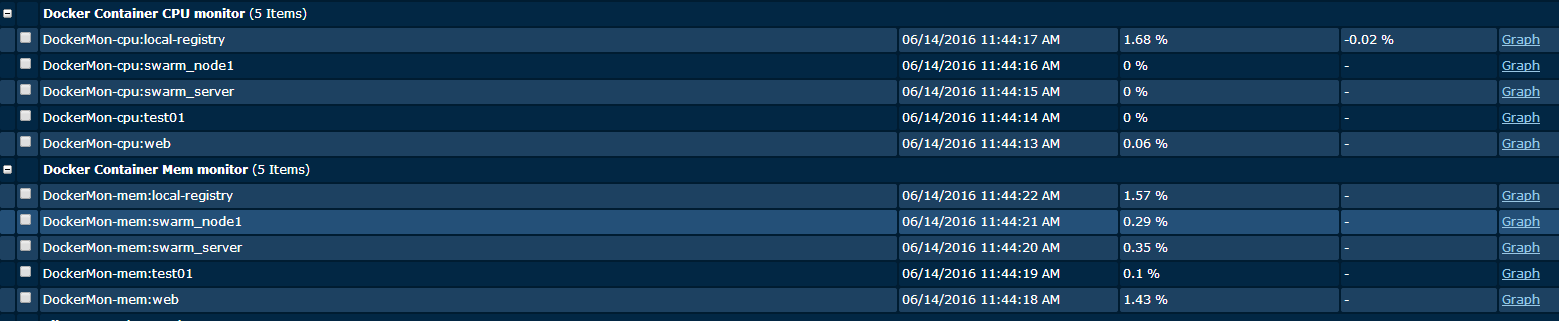 Docker Container CPU monitor (5 Items)
DockerMon-cpu:local-registry 06/14/2016 11:44:17 AM 1.68 % -0.02 % Graph
DockerMon-cpu:swarm_node1 06/14/2016 11:44:16 AM 0 % - Graph
DockerMon-cpu:swarm_server 06/14/2016 11:44:15 AM 0 % - Graph
DockerMon-cpu:test01 06/14/2016 11:44:14 AM 0 % - Graph
DockerMon-cpu:web 06/14/2016 11:44:13 AM 0.06 % - Graph
Docker Container Mem monitor (5 Items)
DockerMon-mem:local-registry 06/14/2016 11:44:22 AM 1.57 % - Graph
DockerMon-mem:swarm_node1 06/14/2016 11:44:21 AM 0.29 % - Graph
DockerMon-mem:swarm_server 06/14/2016 11:44:20 AM 0.35 % - Graph
DockerMon-mem:test01 06/14/2016 11:44:19 AM 0.1 % - Graph
DockerMon-mem:web 06/14/2016 11:44:18 AM 1.43 % - Graph